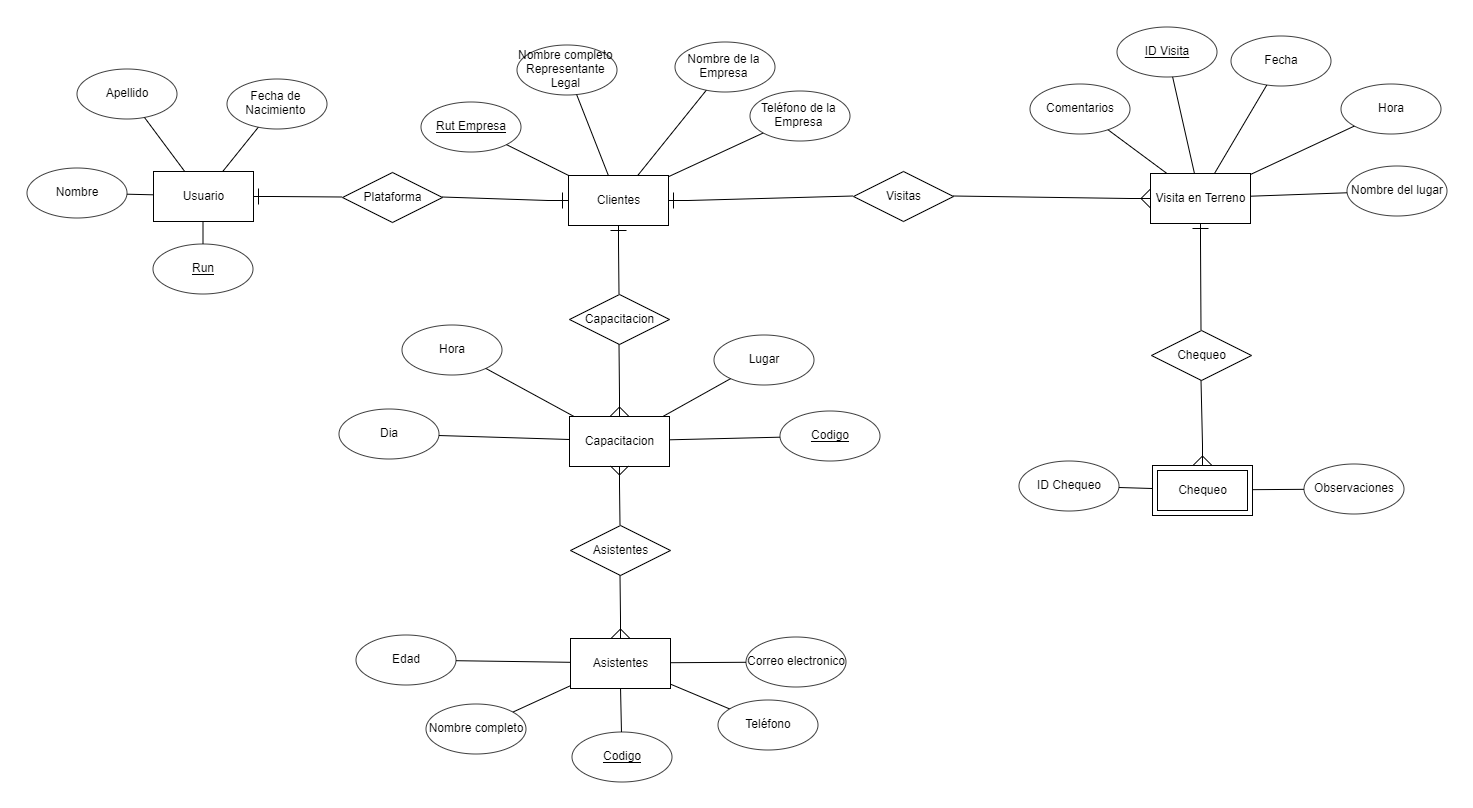 ID Visita
Nombre completo
Representante
Legal
Nombre de la
Empresa
Fecha
Apellido
Fecha de
Nacimiento
Rut Empresa
Teléfono de la
Empresa
Comentarios
Hora
Nombre
Usuario
Plataforma
Clientes
Visitas
Visita en Terreno
Nombre del lugar
Run
Capacitacion
Hora
Lugar
Chequeo
Dia
Capacitacion
Codigo
ID Chequeo
Chequeo
Observaciones
Asistentes
Edad
Asistentes
Correo electronico
Nombre completo
Codigo
Teléfono